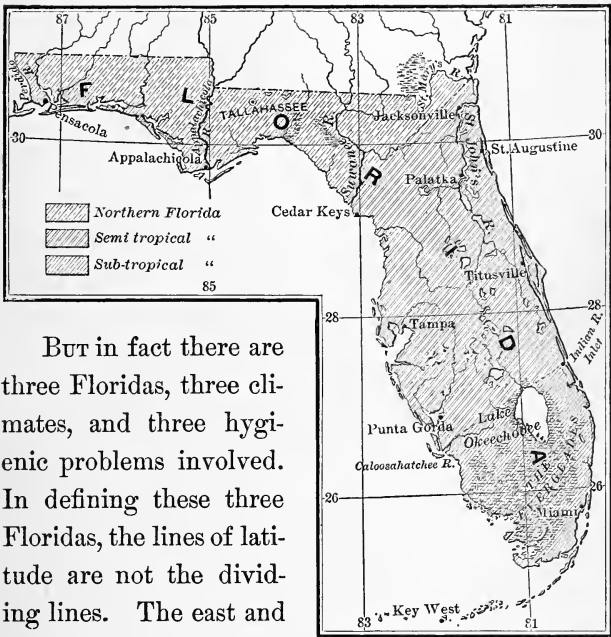 87
85
83
81
Perdido R.
F
L
O
R
I
D
A
Pensacola
TALLAHASSEE
Appalachicola R.
St. Mary's R.
Jacksonville
St. John's R.
30
30
St. Augustine
Appalachicola
Suwanee R.
Palatka
Northern Florida
Cedar Keys
Semi tropical "
Sub-tropical "
Titusville
85
28
28
Tampa
Indian R.
Inlet
Punta Gorda
Lake
Okeechobee
Caloosahatchee R.
THE
EVERGLADES
26
26
Miami
Key West
83
81
BUT in fact there are
three Floridas, three cli-
mates, and three hygi-
enic problems involved.
In defining these three
Floridas, the lines of lati-
tude are not the divid-
ing lines. The east and